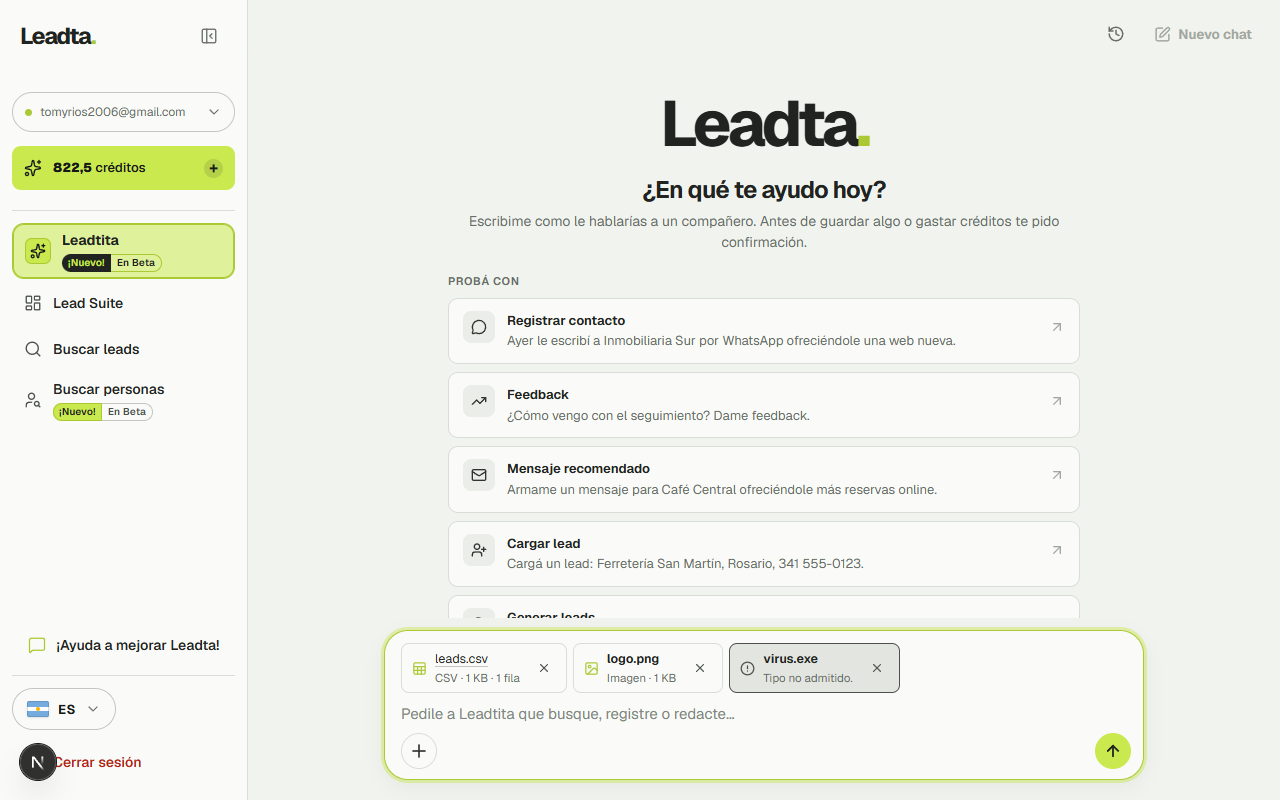 Leadta.
Nuevo chat
tomyrios2006@gmail.com
822,5 créditos
Leadtita
¡Nuevo! En Beta
Lead Suite
Buscar leads
Buscar personas
¡Nuevo! En Beta
¡Ayuda a mejorar Leadta!
ES
N
Cerrar sesión
Leadta.
¿En qué te ayudo hoy?
Escribime como le hablarías a un compañero. Antes de guardar algo o gastar créditos te pido
confirmación.
PROBÁ CON
Registrar contacto
Ayer le escribí a Inmobiliaria Sur por WhatsApp ofreciéndole una web nueva.
Feedback
¿Cómo vengo con el seguimiento? Dame feedback.
Mensaje recomendado
Armame un mensaje para Café Central ofreciéndole más reservas online.
Cargar lead
Cargá un lead: Ferretería San Martín, Rosario, 341 555-0123.
Generar leads
leads.csv
CSV · 1 KB · 1 fila
logo.png
Imagen · 1 KB
virus.exe
Tipo no admitido.
Pedile a Leadtita que busque, registre o redacte...